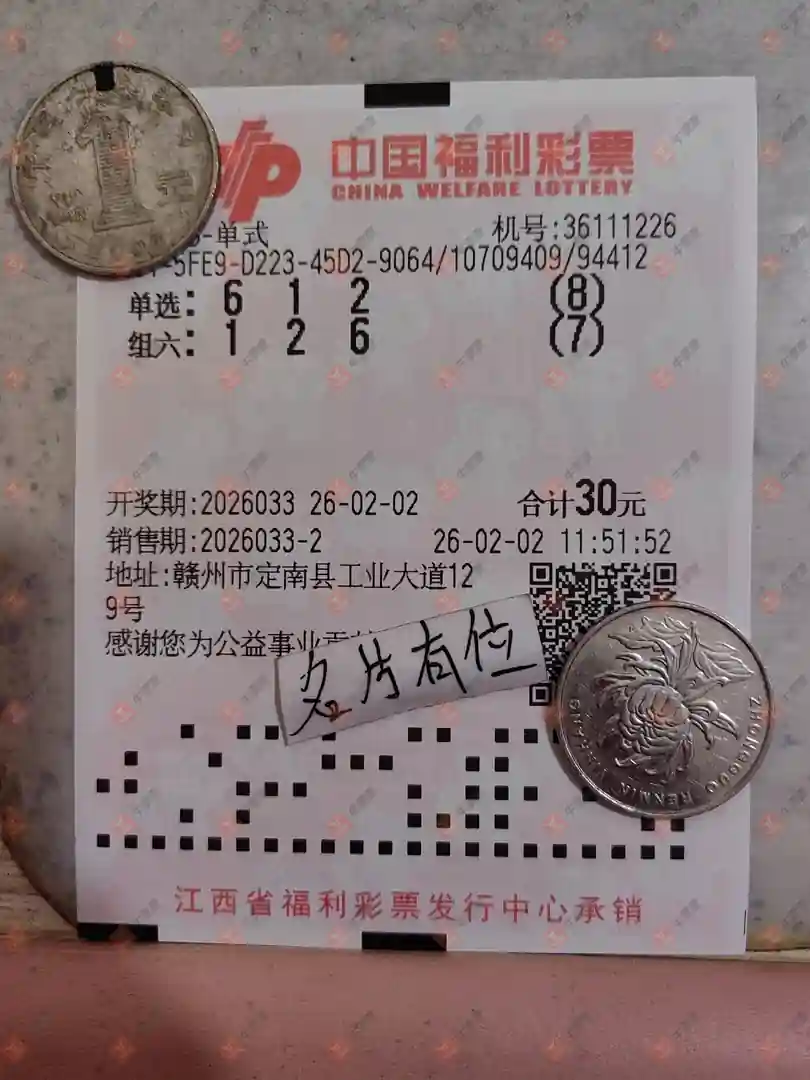 中国福利彩票
CHINA WELFARE LOTTERY
-单式 机号:36111226
-5FE9-D223-45D2-9064/10709409/94412
单选: 6 1 2 (8)
组六: 1 2 6 (7)
开奖期:2026033 26-02-02 合计30元
销售期:2026033-2 26-02-02 11:51:52
地址:赣州市定南县工业大道12
9号
感谢您为公益事业
名片有位
1
元
ZHONGGUO RENMIN YINHANG
江西省福利彩票发行中心承销